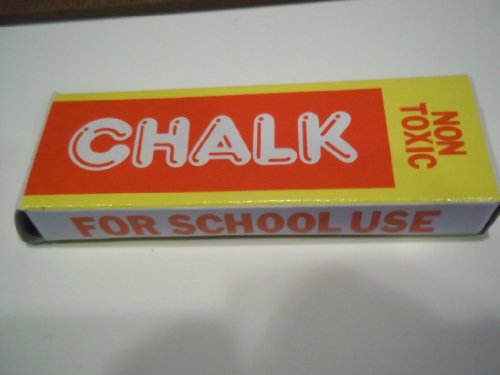 CHALK
NON
TOXIC
FOR SCHOOL USE